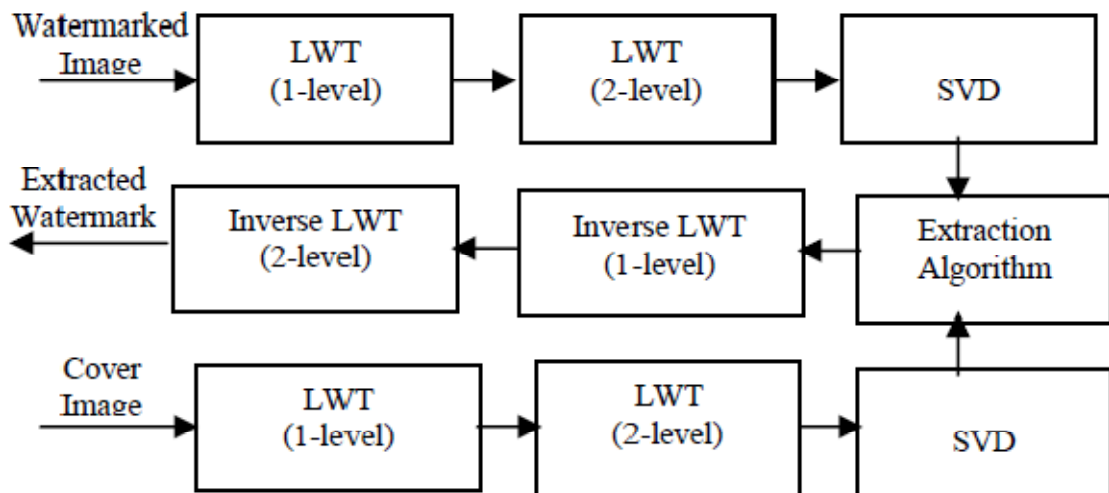 Watermarked
Image
LWT
(1-level)
LWT
(2-level)
SVD
Extracted
Watermark
Inverse LWT
(2-level)
Inverse LWT
(1-level)
Extraction
Algorithm
Cover
Image
LWT
(1-level)
LWT
(2-level)
SVD